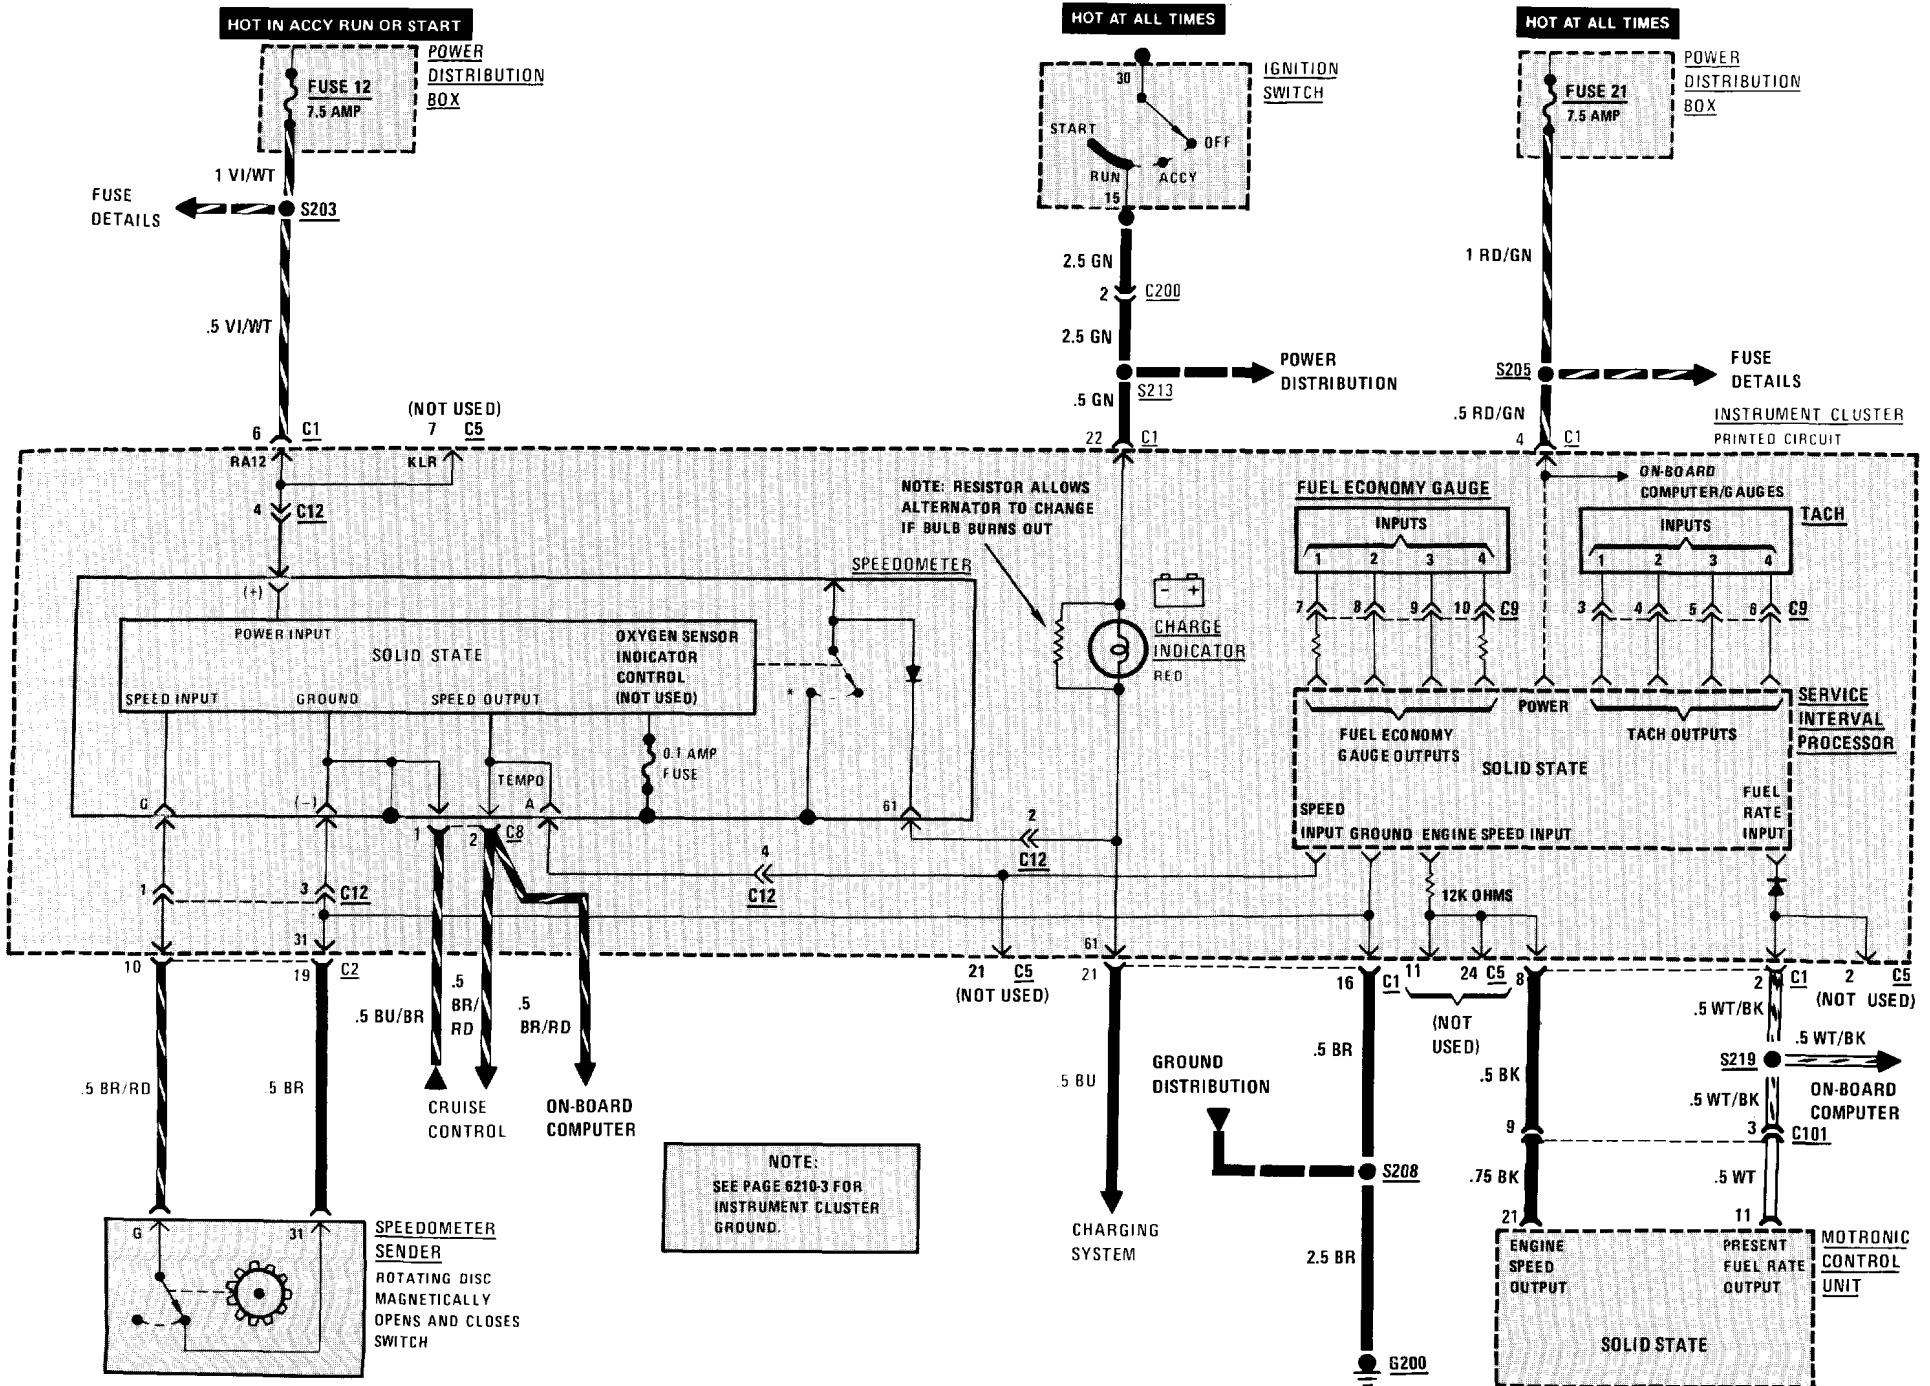 HOT IN ACCY RUN OR START
POWER
DISTRIBUTION
BOX
FUSE 12
7.5 AMP
1 VI/WT
FUSE
DETAILS
S203
.5 VI/WT
HOT AT ALL TIMES
IGNITION
SWITCH
30
START
OFF
RUN
ACCY
15
2.5 GN
2
C200
2.5 GN
POWER
DISTRIBUTION
S213
.5 GN
HOT AT ALL TIMES
POWER
DISTRIBUTION
BOX
FUSE 21
7.5 AMP
1 RD/GN
S205
FUSE
DETAILS
.5 RD/GN
INSTRUMENT CLUSTER
PRINTED CIRCUIT
6
C1
(NOT USED)
7
C5
22
C1
4
C1
RA12
KLR
4
C12
NOTE: RESISTOR ALLOWS
ALTERNATOR TO CHANGE
IF BULB BURNS OUT
ON-BOARD
COMPUTER/GAUGES
FUEL ECONOMY GAUGE
INPUTS
1 2 3 4
TACH
INPUTS
1 2 3 4
7 8 9 10 C9
3 4 5 6 C9
SPEEDOMETER
(+)
POWER INPUT
SOLID STATE
OXYGEN SENSOR
INDICATOR
CONTROL
(NOT USED)
SPEED INPUT
GROUND
SPEED OUTPUT
*
- +
CHARGE
INDICATOR
RED
0.1 AMP
FUSE
TEMPO
G
(-)
A
61
SERVICE
INTERVAL
PROCESSOR
POWER
FUEL ECONOMY
GAUGE OUTPUTS
TACH OUTPUTS
SOLID STATE
SPEED
INPUT
GROUND
ENGINE SPEED INPUT
FUEL
RATE
INPUT
1
2
C8
2
C12
4
C12
1
3
C12
12K OHMS
31
61
10
19
C2
21
C5
(NOT USED)
21
16
C1
11
24
C5
(NOT
USED)
8
2
C1
2
C5
(NOT USED)
.5 BU/BR
.5
BR/
RD
.5
BR/RD
.5 BR/RD
.5 BR
CRUISE
CONTROL
ON-BOARD
COMPUTER
.5 BU
CHARGING
SYSTEM
GROUND
DISTRIBUTION
.5 BR
S208
2.5 BR
G200
.5 BK
9
.75 BK
21
.5 WT/BK
S219
.5 WT/BK
ON-BOARD
COMPUTER
.5 WT/BK
3
C101
.5 WT
11
NOTE:
SEE PAGE 6210-3 FOR
INSTRUMENT CLUSTER
GROUND.
G
31
SPEEDOMETER
SENDER
ROTATING DISC
MAGNETICALLY
OPENS AND CLOSES
SWITCH
ENGINE
SPEED
OUTPUT
PRESENT
FUEL RATE
OUTPUT
SOLID STATE
MOTRONIC
CONTROL
UNIT